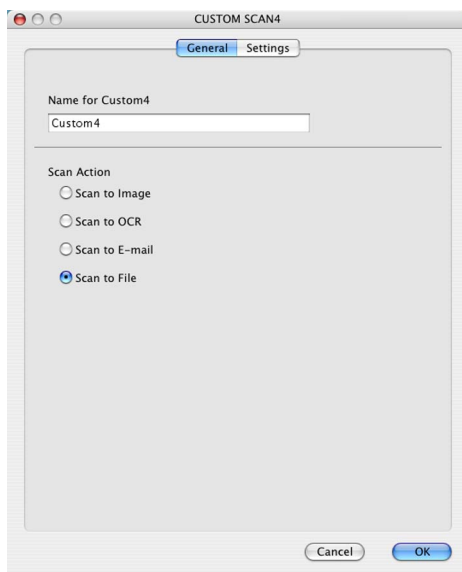 CUSTOM SCAN4
General Settings
Name for Custom4
Custom4
Scan Action
Scan to Image
Scan to OCR
Scan to E-mail
Scan to File
Cancel OK